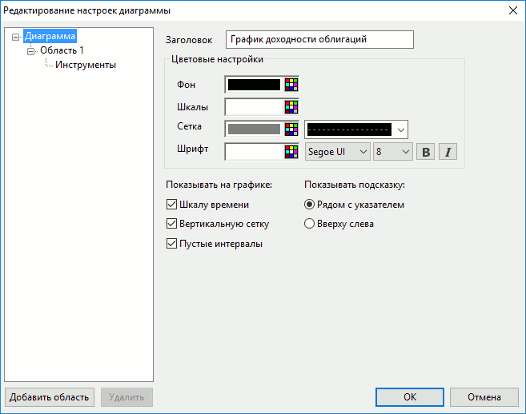 Редактирование настроек диаграммы
Диаграмма
Область 1
Инструменты
Заголовок График доходности облигаций
Цветовые настройки
Фон
Шкалы
Сетка
Шрифт Segoe UI 8 B I
Показывать на графике: Показывать подсказку:
Шкалу времени Рядом с указателем
Вертикальную сетку Вверху слева
Пустые интервалы
Добавить область Удалить OK Отмена